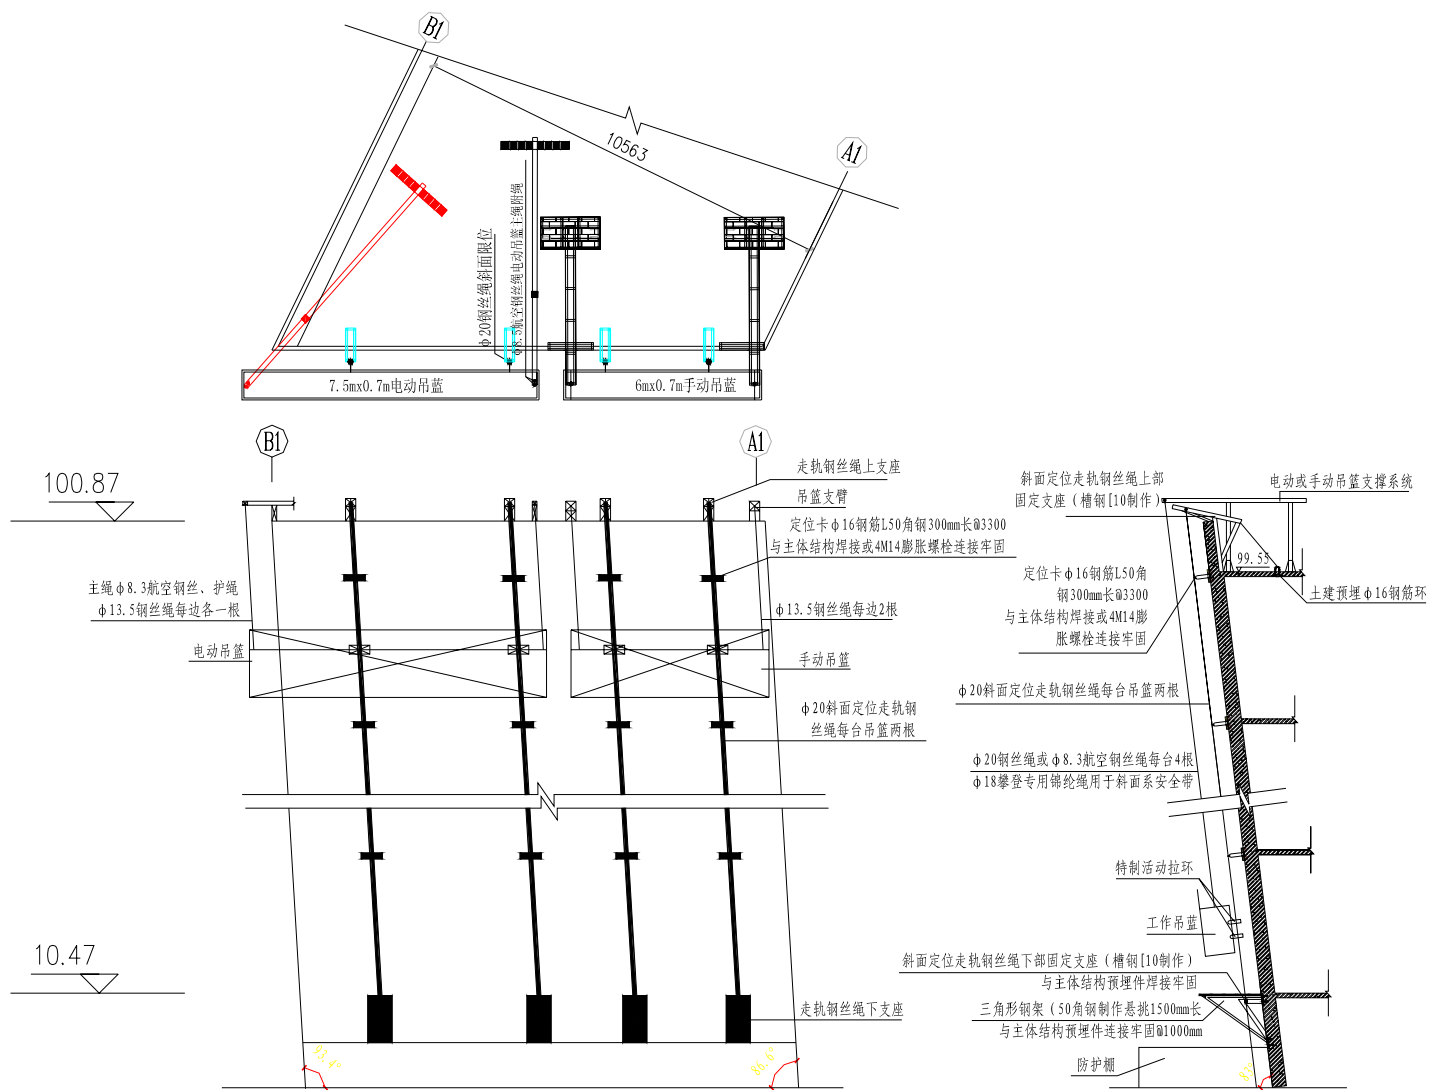 B1
A1
10563
φ20钢丝绳斜面限位
φ8.3航空钢丝绳电动吊篮主绳附绳
7.5mx0.7m电动吊蓝
6mx0.7m手动吊蓝
B1
A1
100.87
10.47
走轨钢丝绳上支座
吊篮支臂
定位卡φ16钢筋L50角钢300mm长@3300
与主体结构焊接或4M14膨胀螺栓连接牢固
主绳φ8.3航空钢丝、护绳
φ13.5钢丝绳每边各一根
φ13.5钢丝绳每边2根
电动吊篮
手动吊篮
φ20斜面定位走轨钢
丝绳每台吊篮两根
走轨钢丝绳下支座
93.4°
86.6°
斜面定位走轨钢丝绳上部
固定支座（槽钢[10制作）
电动或手动吊篮支撑系统
99.55
定位卡φ16钢筋L50角
钢300mm长@3300
与主体结构焊接或4M14膨
胀螺栓连接牢固
土建预埋φ16钢筋环
φ20斜面定位走轨钢丝绳每台吊篮两根
φ20钢丝绳或φ8.3航空钢丝绳每台4根
φ18攀登专用锦纶绳用于斜面系安全带
特制活动拉环
工作吊蓝
斜面定位走轨钢丝绳下部固定支座（槽钢[10制作）
与主体结构预埋件焊接牢固
三角形钢架（50角钢制作悬挑1500mm长
与主体结构预埋件连接牢固@1000mm
防护棚